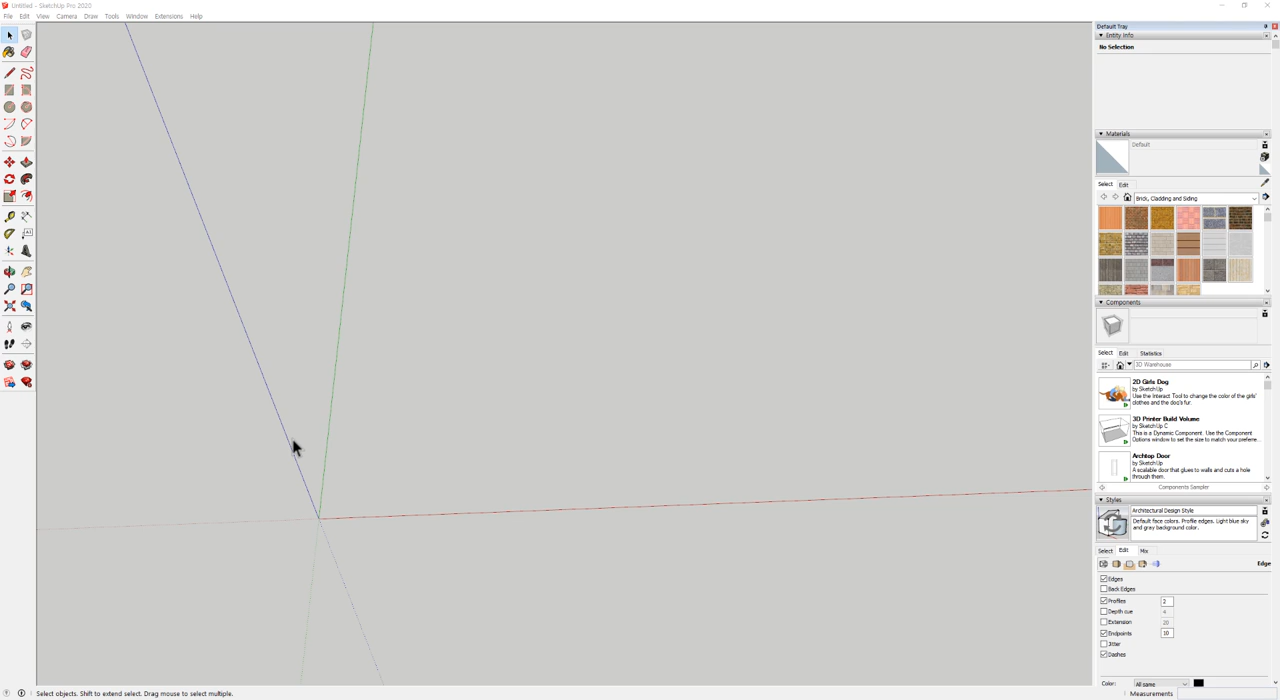 Untitled - SketchUp Pro 2020
File Edit View Camera Draw Tools Window Extensions Help
Default Tray
Entity Info
No Selection
Materials
Default
Select Edit
Brick, Cladding and Siding
Components
Select Edit Statistics
3D Warehouse
2D Girls Dog
by SketchUp
Use the Interact Tool to change the color of the girls'
clothes and the dog's fur.
3D Printer Build Volume
by SketchUp C
This is a Dynamic Component. Use the Component
Options window to set the size to match your preferre...
Archtop Door
by SketchUp
A scalable door that glues to walls and cuts a hole
through them.
Components Sampler
Styles
Architectural Design Style
Default face colors. Profile edges. Light blue sky
and gray background color.
Select Edit Mix
Edge
Edges
Back Edges
Profiles 2
Depth cue 4
Extension 20
Endpoints 10
Jitter
Dashes
Color: All same
Select objects. Shift to extend select. Drag mouse to select multiple.
Measurements